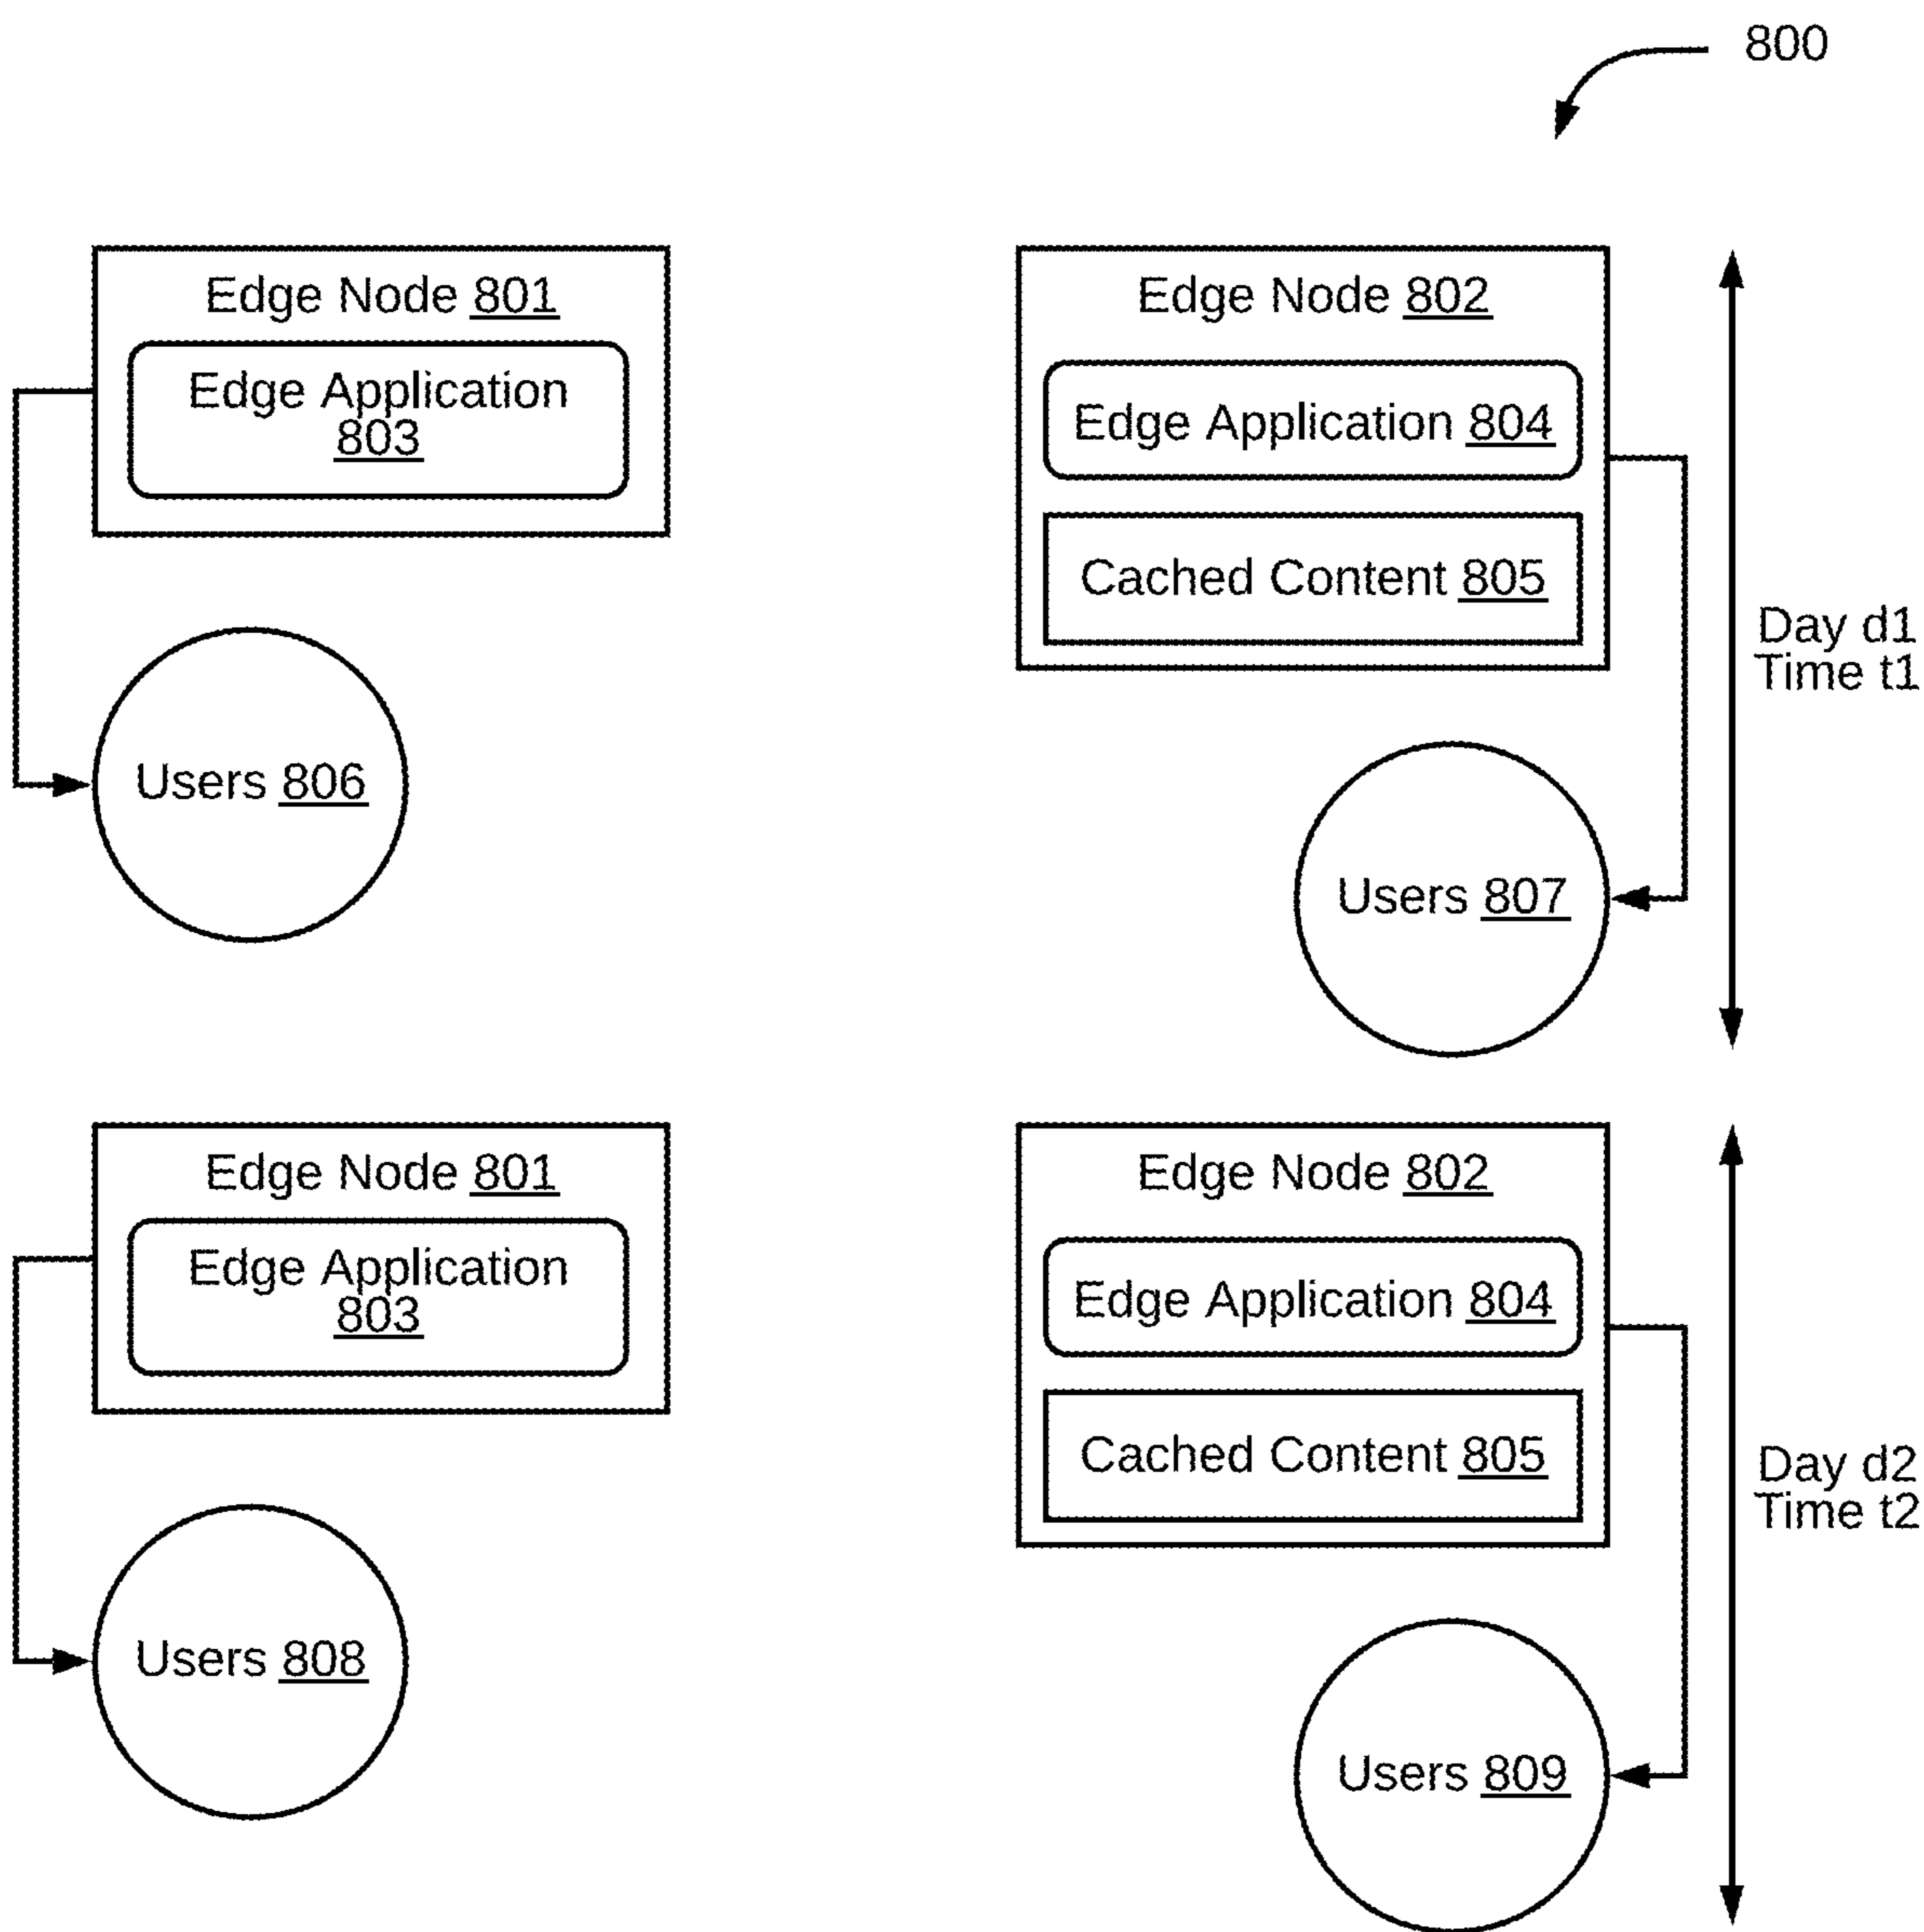 800
Edge Node 801
Edge Application
803
Users 806
Edge Node 802
Edge Application 804
Cached Content 805
Users 807
Day d1
Time t1
Edge Node 801
Edge Application
803
Users 808
Edge Node 802
Edge Application 804
Cached Content 805
Users 809
Day d2
Time t2